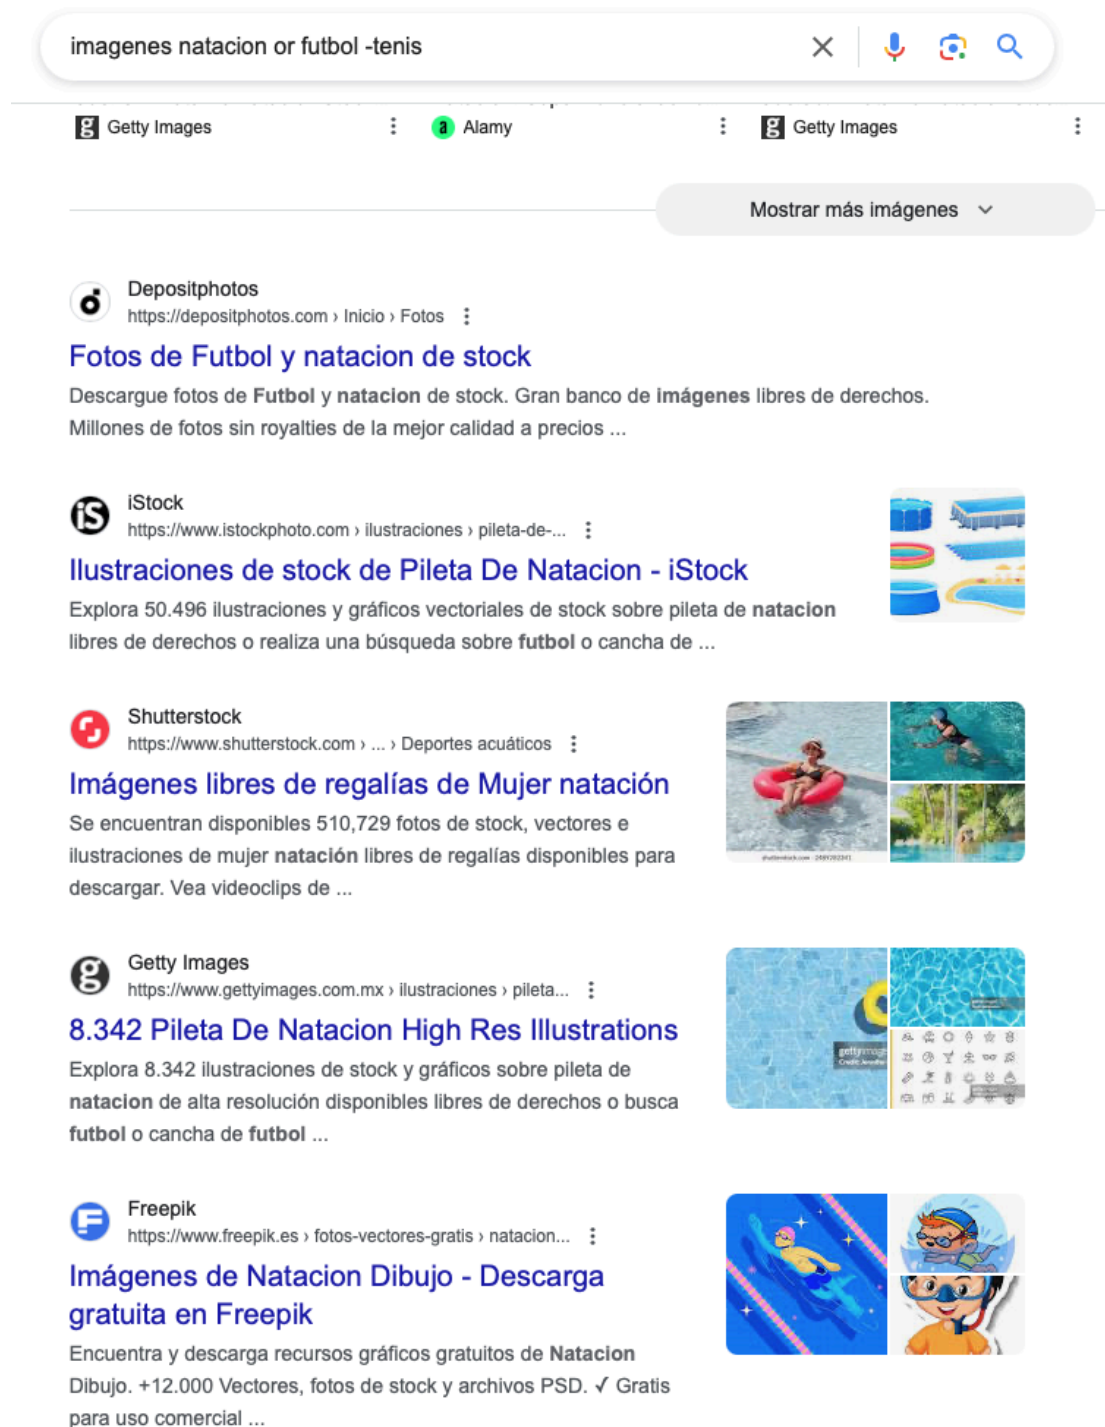 imagenes natacion or futbol -tenis
Getty Images
Alamy
Getty Images
Mostrar más imágenes
Depositphotos
https://depositphotos.com › Inicio › Fotos
Fotos de Futbol y natacion de stock
Descargue fotos de Futbol y natacion de stock. Gran banco de imágenes libres de derechos.
Millones de fotos sin royalties de la mejor calidad a precios ...
iStock
https://www.istockphoto.com › ilustraciones › pileta-de-...
Ilustraciones de stock de Pileta De Natacion - iStock
Explora 50.496 ilustraciones y gráficos vectoriales de stock sobre pileta de natacion
libres de derechos o realiza una búsqueda sobre futbol o cancha de ...
Shutterstock
https://www.shutterstock.com › ... › Deportes acuáticos
Imágenes libres de regalías de Mujer natación
Se encuentran disponibles 510,729 fotos de stock, vectores e
ilustraciones de mujer natación libres de regalías disponibles para
descargar. Vea videoclips de ...
Getty Images
https://www.gettyimages.com.mx › ilustraciones › pileta...
8.342 Pileta De Natacion High Res Illustrations
Explora 8.342 ilustraciones de stock y gráficos sobre pileta de
natacion de alta resolución disponibles libres de derechos o busca
futbol o cancha de futbol ...
Freepik
https://www.freepik.es › fotos-vectores-gratis › natacion...
Imágenes de Natacion Dibujo - Descarga
gratuita en Freepik
Encuentra y descarga recursos gráficos gratuitos de Natacion
Dibujo. +12.000 Vectores, fotos de stock y archivos PSD. ✓ Gratis
para uso comercial ...